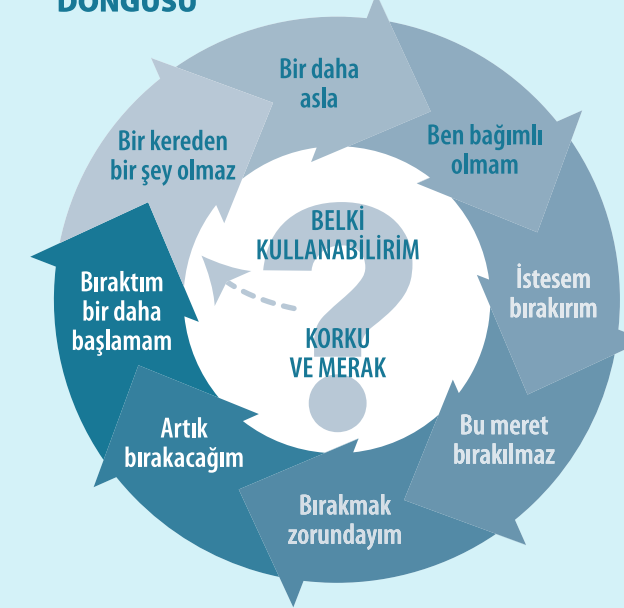 DÖNGÜSÜ
BELKİ
KULLANABİLİRİM
KORKU
VE MERAK
Bir kereden
bir şey olmaz
Bir daha
asla
Ben bağımlı
olmam
İstesem
bırakırım
Bu meret
bırakılmaz
Bırakmak
zorundayım
Artık
bırakacağım
Bıraktım
bir daha
başlamam